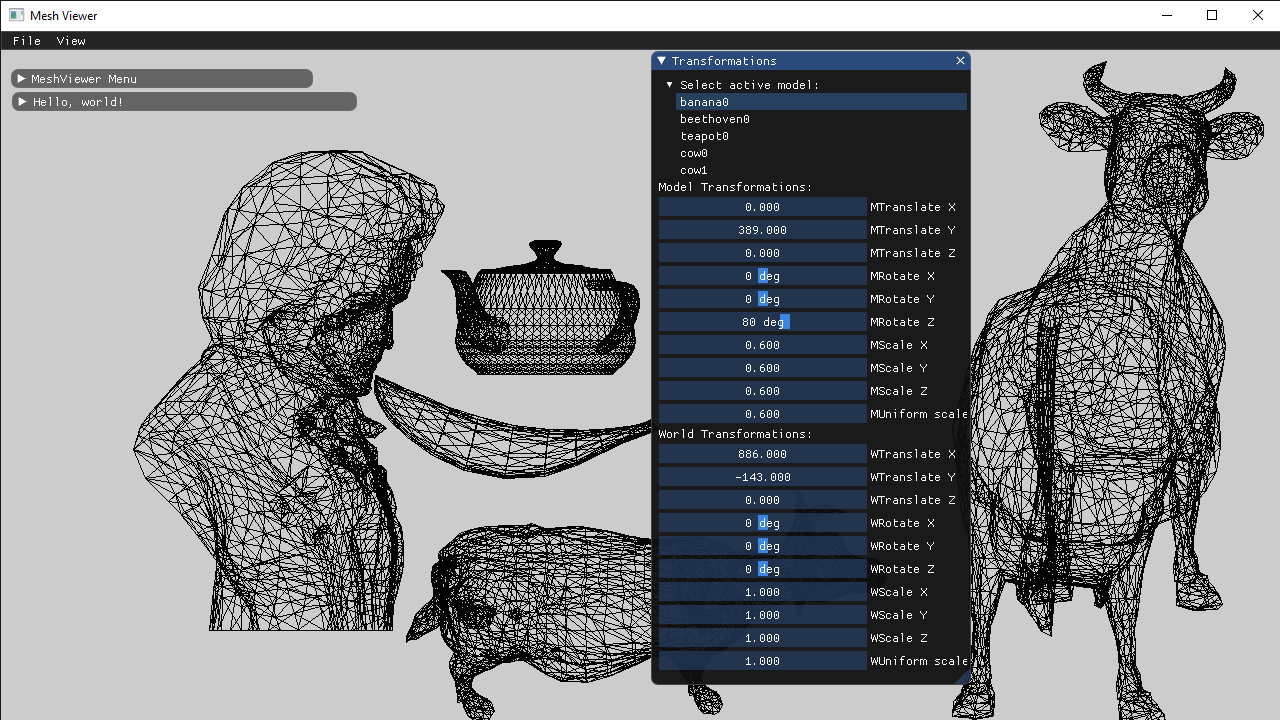 Mesh Viewer
File View
MeshViewer Menu
Hello, world!
Transformations
Select active model:
banana0
beethoven0
teapot0
cow0
cow1
Model Transformations:
0.000 MTranslate X
389.000 MTranslate Y
0.000 MTranslate Z
0 deg MRotate X
0 deg MRotate Y
80 deg MRotate Z
0.600 MScale X
0.600 MScale Y
0.600 MScale Z
0.600 MUniform scale
World Transformations:
886.000 WTranslate X
-143.000 WTranslate Y
0.000 WTranslate Z
0 deg WRotate X
0 deg WRotate Y
0 deg WRotate Z
1.000 WScale X
1.000 WScale Y
1.000 WScale Z
1.000 WUniform scale